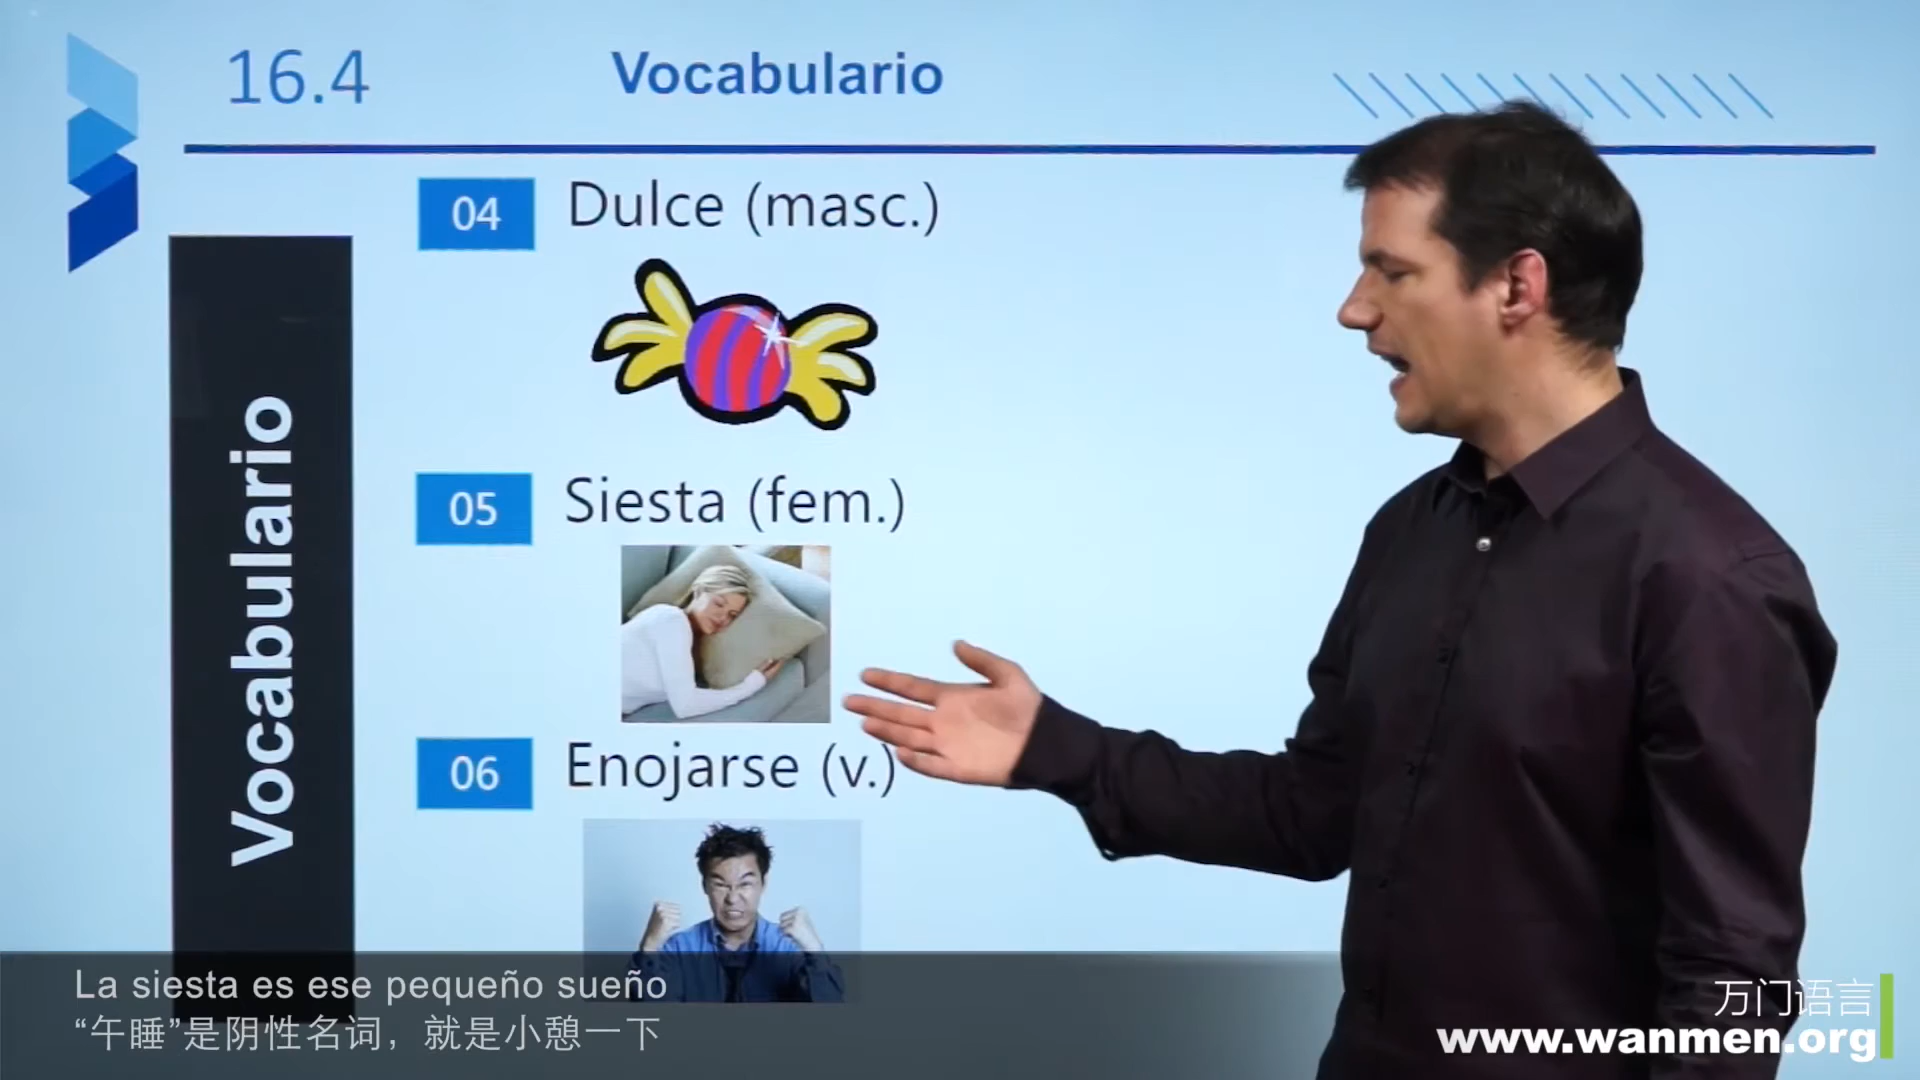 16.4
Vocabulario
Vocabulario
04 Dulce (masc.)
05 Siesta (fem.)
06 Enojarse (v.)
La siesta es ese pequeño sueño
“午睡”是阴性名词，就是小憩一下
万门语言
www.wanmen.org